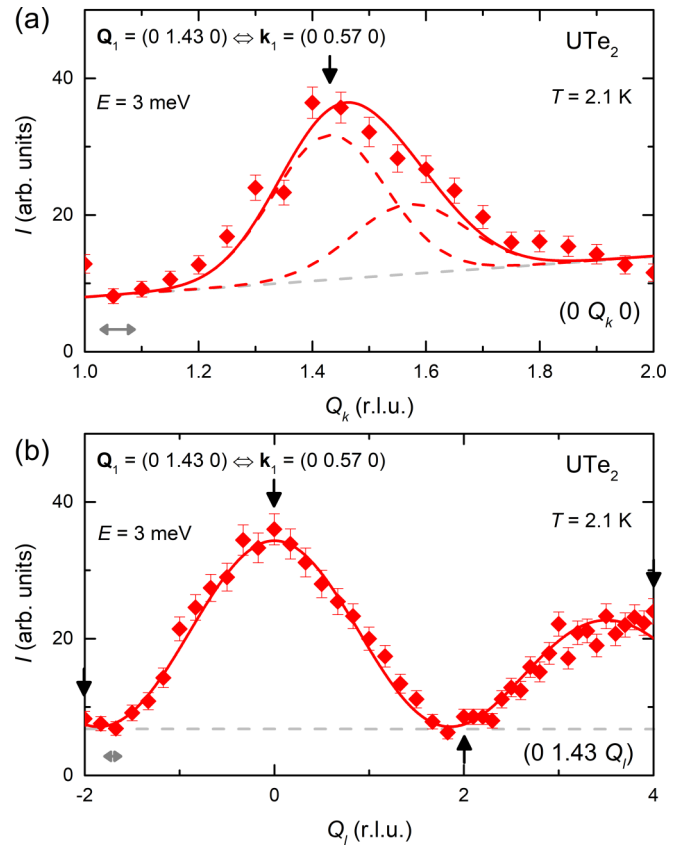 (a)
Q₁ = (0 1.43 0) ⇔ k₁ = (0 0.57 0)
UTe₂
E = 3 meV
T = 2.1 K
I (arb. units)
40
20
0
(0 Qₖ 0)
1.0 1.2 1.4 1.6 1.8 2.0
Qₖ (r.l.u.)
(b)
Q₁ = (0 1.43 0) ⇔ k₁ = (0 0.57 0)
UTe₂
E = 3 meV
T = 2.1 K
I (arb. units)
40
20
0
(0 1.43 Qₗ)
-2 0 2 4
Qₗ (r.l.u.)